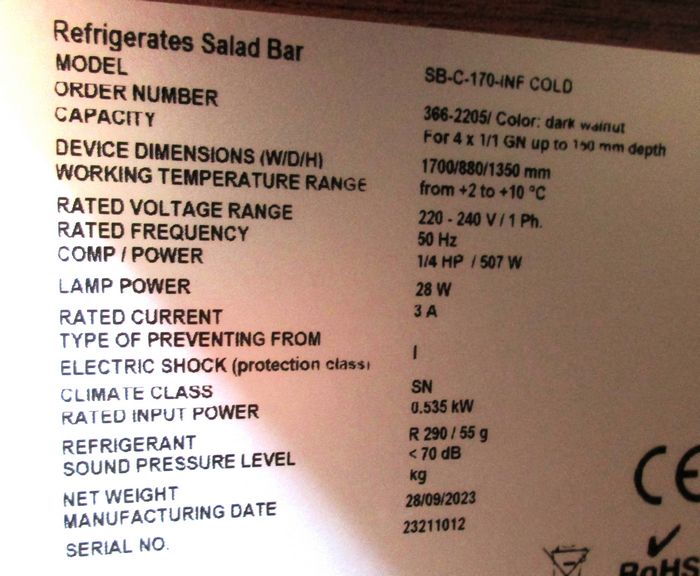 Refrigerates Salad Bar
MODEL SB-C-170-INF COLD
ORDER NUMBER 366-2205/ Color: dark walnut
CAPACITY For 4 x 1/1 GN up to 150 mm depth
DEVICE DIMENSIONS (W/D/H) 1700/880/1350 mm
WORKING TEMPERATURE RANGE from +2 to +10 °C
RATED VOLTAGE RANGE 220 - 240 V / 1 Ph.
RATED FREQUENCY 50 Hz
COMP / POWER 1/4 HP / 507 W
LAMP POWER 28 W
RATED CURRENT 3 A
TYPE OF PREVENTING FROM
ELECTRIC SHOCK (protection class) I
CLIMATE CLASS SN
RATED INPUT POWER 0.535 kW
REFRIGERANT R 290 / 55 g
SOUND PRESSURE LEVEL < 70 dB
NET WEIGHT kg
MANUFACTURING DATE 28/09/2023
SERIAL NO. 23211012
CE
RoHS